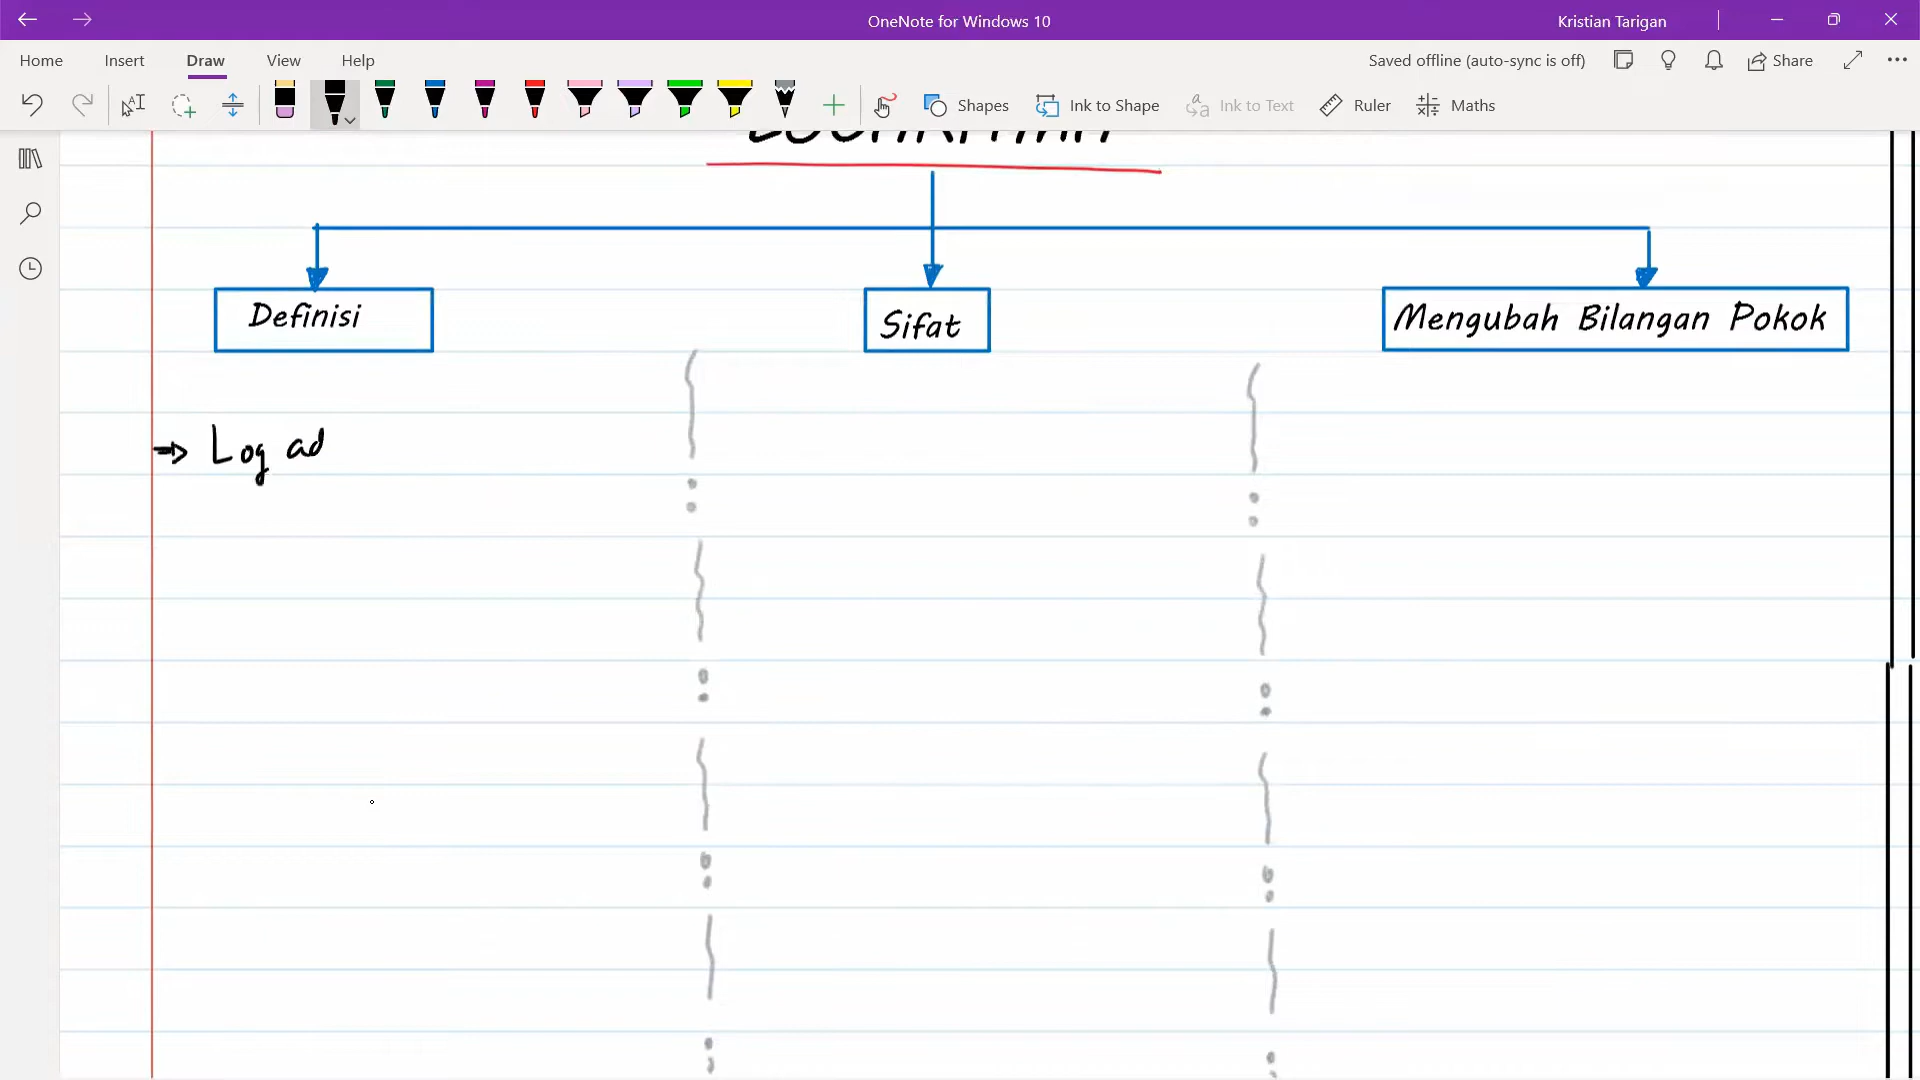 OneNote for Windows 10
Kristian Tarigan
Home Insert Draw View Help
Saved offline (auto-sync is off) Share
Shapes Ink to Shape Ink to Text Ruler Maths
Definisi
Sifat
Mengubah Bilangan Pokok
⇒ Log ad